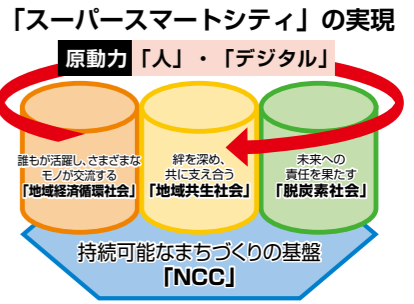 「スーパースマートシティ」の実現
原動力「人」・「デジタル」
誰もが活躍し、さまざまな
モノが交流する
「地域経済循環社会」
絆を深め、
共に支え合う
「地域共生社会」
未来への
責任を果たす
「脱炭素社会」
持続可能なまちづくりの基盤
「NCC」